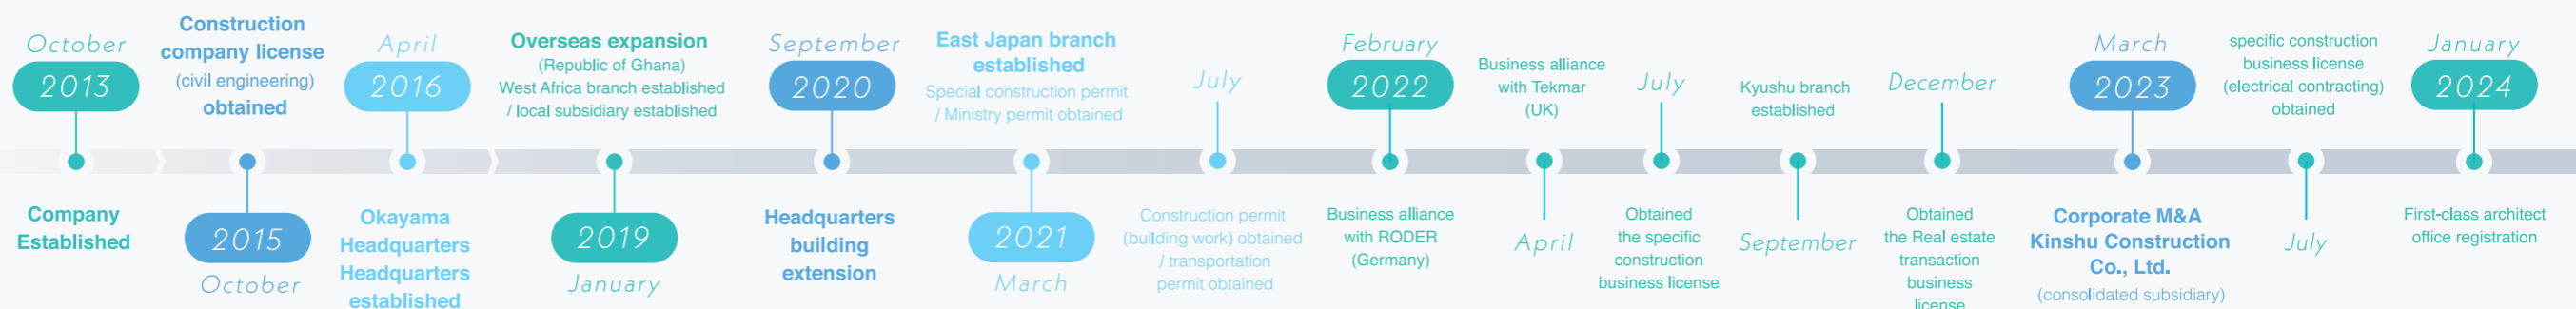 October
2013
Company
Established
Construction
company license
(civil engineering)
obtained
2015
October
April
2016
Okayama
Headquarters
Headquarters
established
Overseas expansion
(Republic of Ghana)
West Africa branch established
/ local subsidiary established
2019
January
September
2020
Headquarters
building
extension
East Japan branch
established
Special construction permit
/ Ministry permit obtained
2021
March
July
Construction permit
(building work) obtained
/ transportation
permit obtained
February
2022
Business alliance
with RODER
(Germany)
Business alliance
with Tekmar
(UK)
April
July
Obtained
the specific
construction
business license
Kyushu branch
established
September
December
Obtained
the Real estate
transaction
business
license
March
2023
Corporate M&A
Kinshu Construction
Co., Ltd.
(consolidated subsidiary)
specific construction
business license
(electrical contracting)
obtained
July
January
2024
First-class architect
office registration